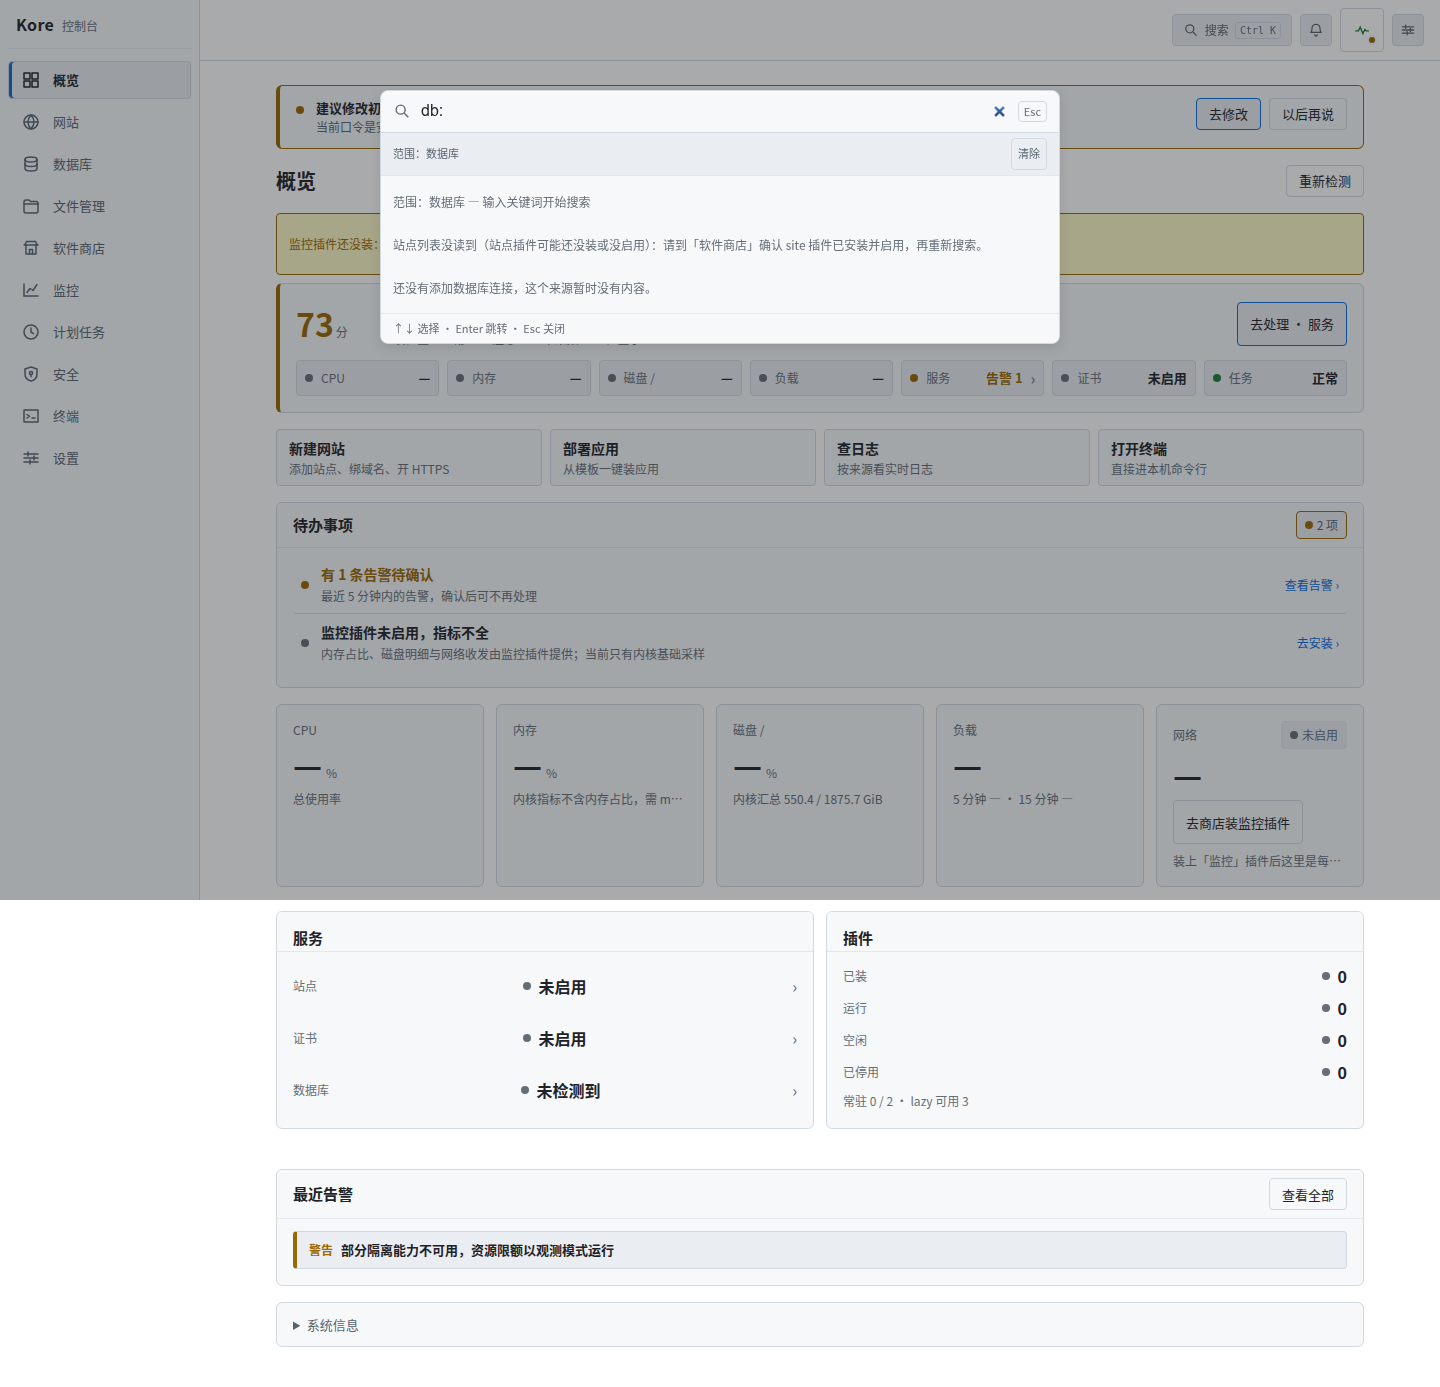 Kore 控制台
搜索 Ctrl K
概览
网站
数据库
文件管理
软件商店
监控
计划任务
安全
终端
设置
建议修改初
当前口令是
去修改
以后再说
db:
Esc
范围：数据库
清除
范围：数据库 — 输入关键词开始搜索
站点列表没读到（站点插件可能还没装或没启用）：请到「软件商店」确认 site 插件已安装并启用，再重新搜索。
还没有添加数据库连接，这个来源暂时没有内容。
↑↓ 选择 · Enter 跳转 · Esc 关闭
概览
重新检测
监控插件还没装：
73 分
去处理 · 服务
CPU —
内存 —
磁盘 / —
负载 —
服务 告警 1 ›
证书 未启用
任务 正常
新建网站
添加站点、绑域名、开 HTTPS
部署应用
从模板一键装应用
查日志
按来源看实时日志
打开终端
直接进本机命令行
待办事项
2 项
有 1 条告警待确认
最近 5 分钟内的告警，确认后可不再处理
查看告警 ›
监控插件未启用，指标不全
内存占比、磁盘明细与网络收发由监控插件提供；当前只有内核基础采样
去安装 ›
CPU
— %
总使用率
内存
— %
内核指标不含内存占比，需 m…
磁盘 /
— %
内核汇总 550.4 / 1875.7 GiB
负载
—
5 分钟 — · 15 分钟 —
网络
未启用
—
去商店装监控插件
装上「监控」插件后这里是每…
服务
站点 未启用 ›
证书 未启用 ›
数据库 未检测到 ›
插件
已装 0
运行 0
空闲 0
已停用 0
常驻 0 / 2 · lazy 可用 3
最近告警
查看全部
警告 部分隔离能力不可用，资源限额以观测模式运行
▶ 系统信息